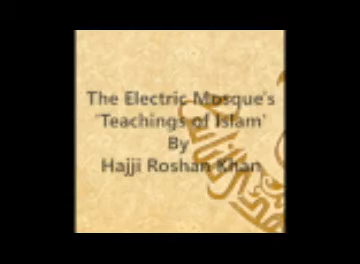 The Electric Mosque's
'Teachings of Islam'
By
Hajji Roshan Khan